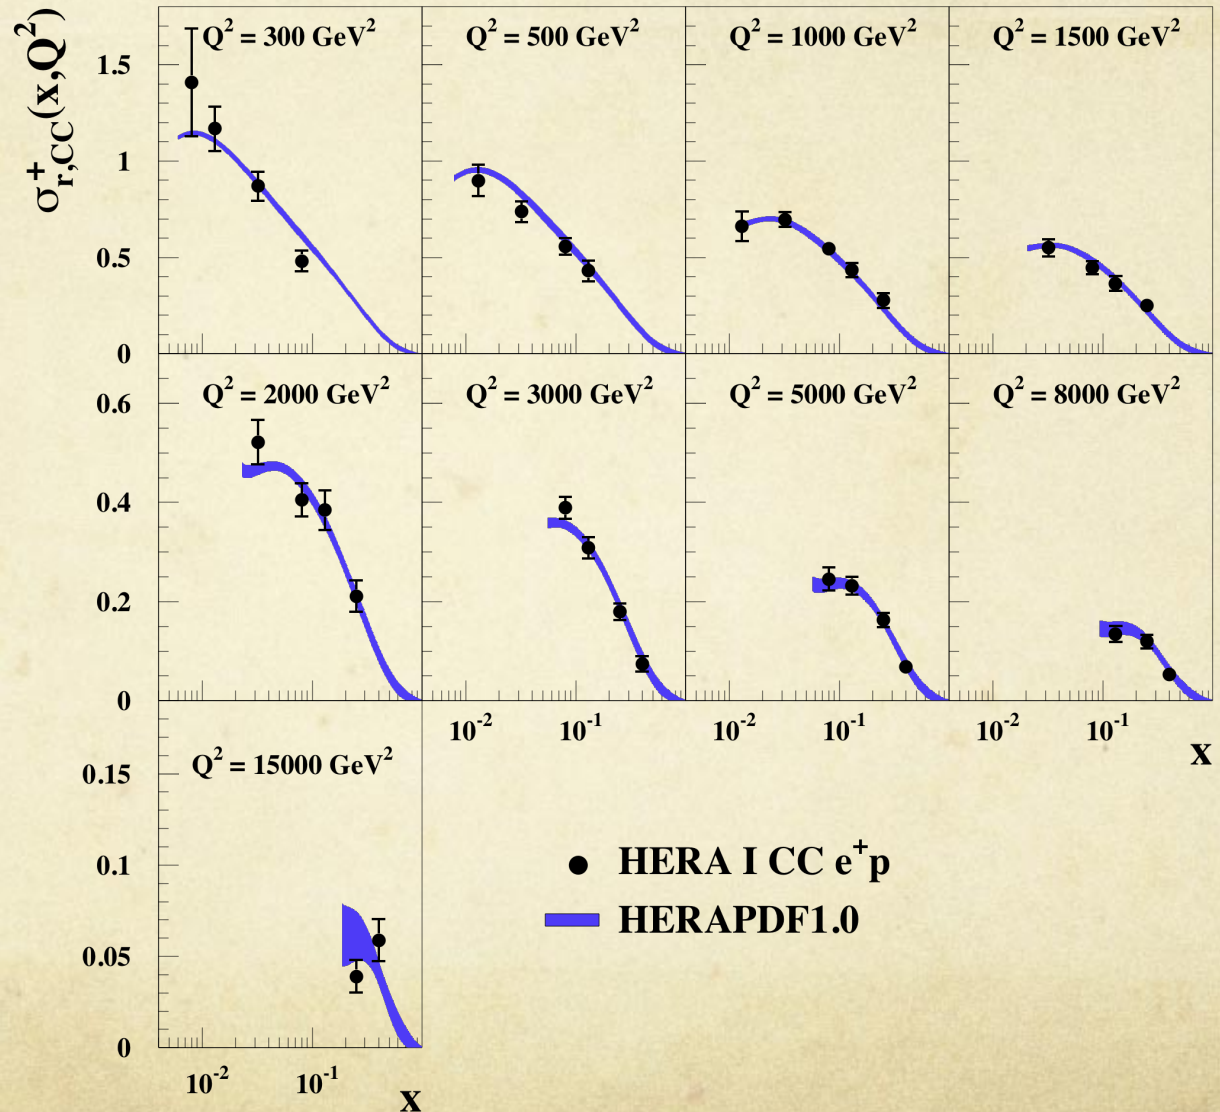 σ⁺r,CC(x,Q²)
Q² = 300 GeV²
Q² = 500 GeV²
Q² = 1000 GeV²
Q² = 1500 GeV²
1.5
1
0.5
0
Q² = 2000 GeV²
Q² = 3000 GeV²
Q² = 5000 GeV²
Q² = 8000 GeV²
0.6
0.4
0.2
0
10⁻² 10⁻¹
10⁻² 10⁻¹
10⁻² 10⁻¹
x
Q² = 15000 GeV²
0.15
0.1
0.05
0
10⁻² 10⁻¹
x
HERA I CC e⁺p
HERAPDF1.0